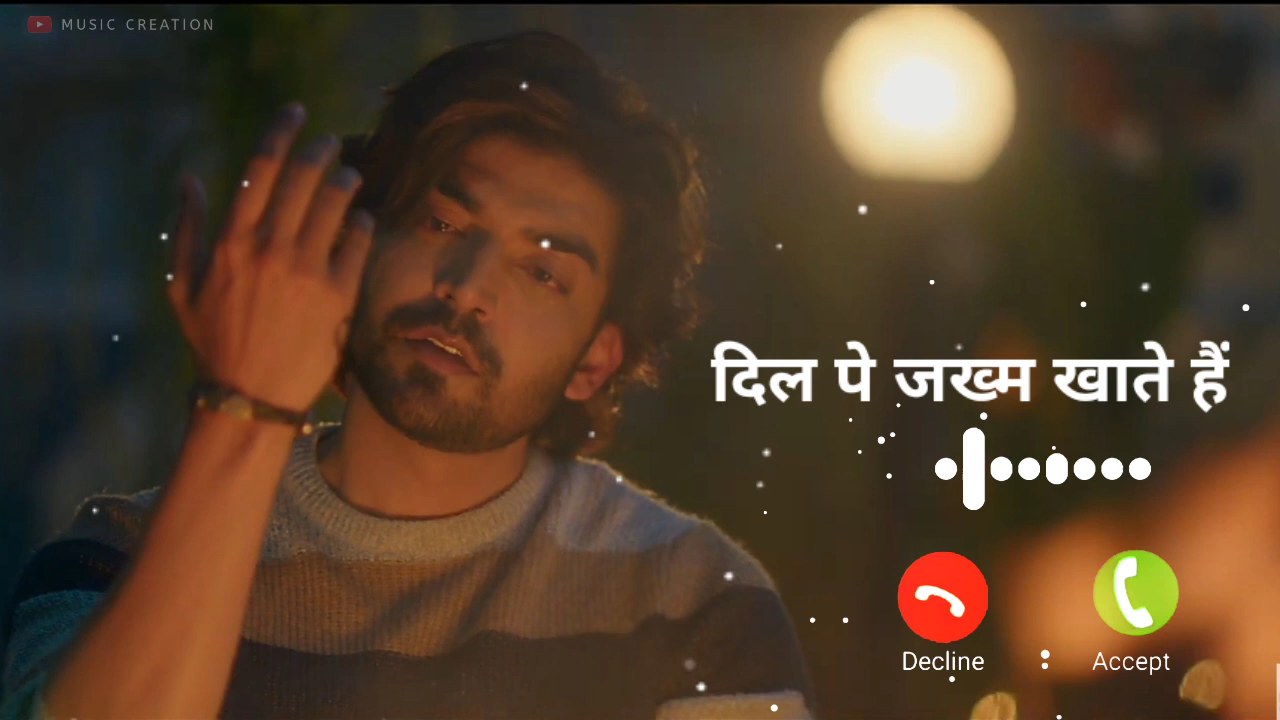 MUSIC CREATION
दिल पे जख्म खाते हैं
Decline
Accept